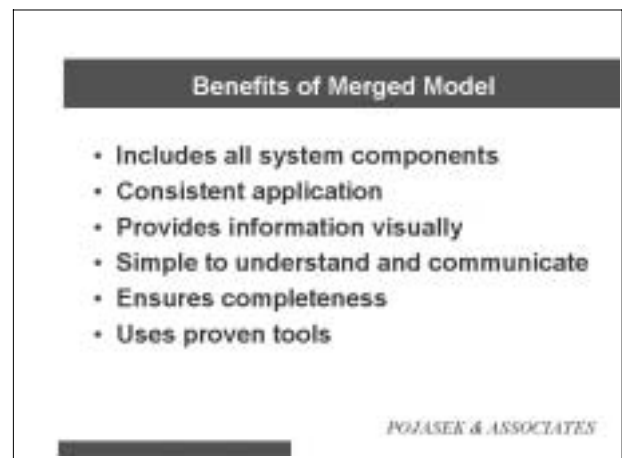 Benefits of Merged Model
• Includes all system components
• Consistent application
• Provides information visually
• Simple to understand and communicate
• Ensures completeness
• Uses proven tools
POJASEK & ASSOCIATES